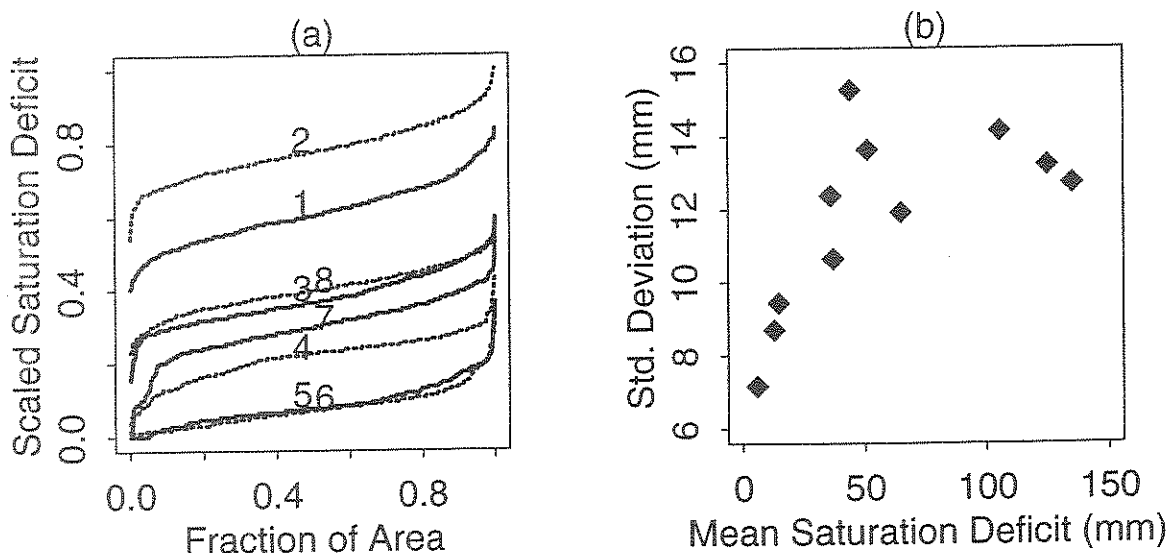 (a)
Scaled Saturation Deficit
0.8
0.4
0.0
2
1
38
7
4
56
0.0 0.4 0.8
Fraction of Area
(b)
Std. Deviation (mm)
16
14
12
10
8
6
0 50 100 150
Mean Saturation Deficit (mm)